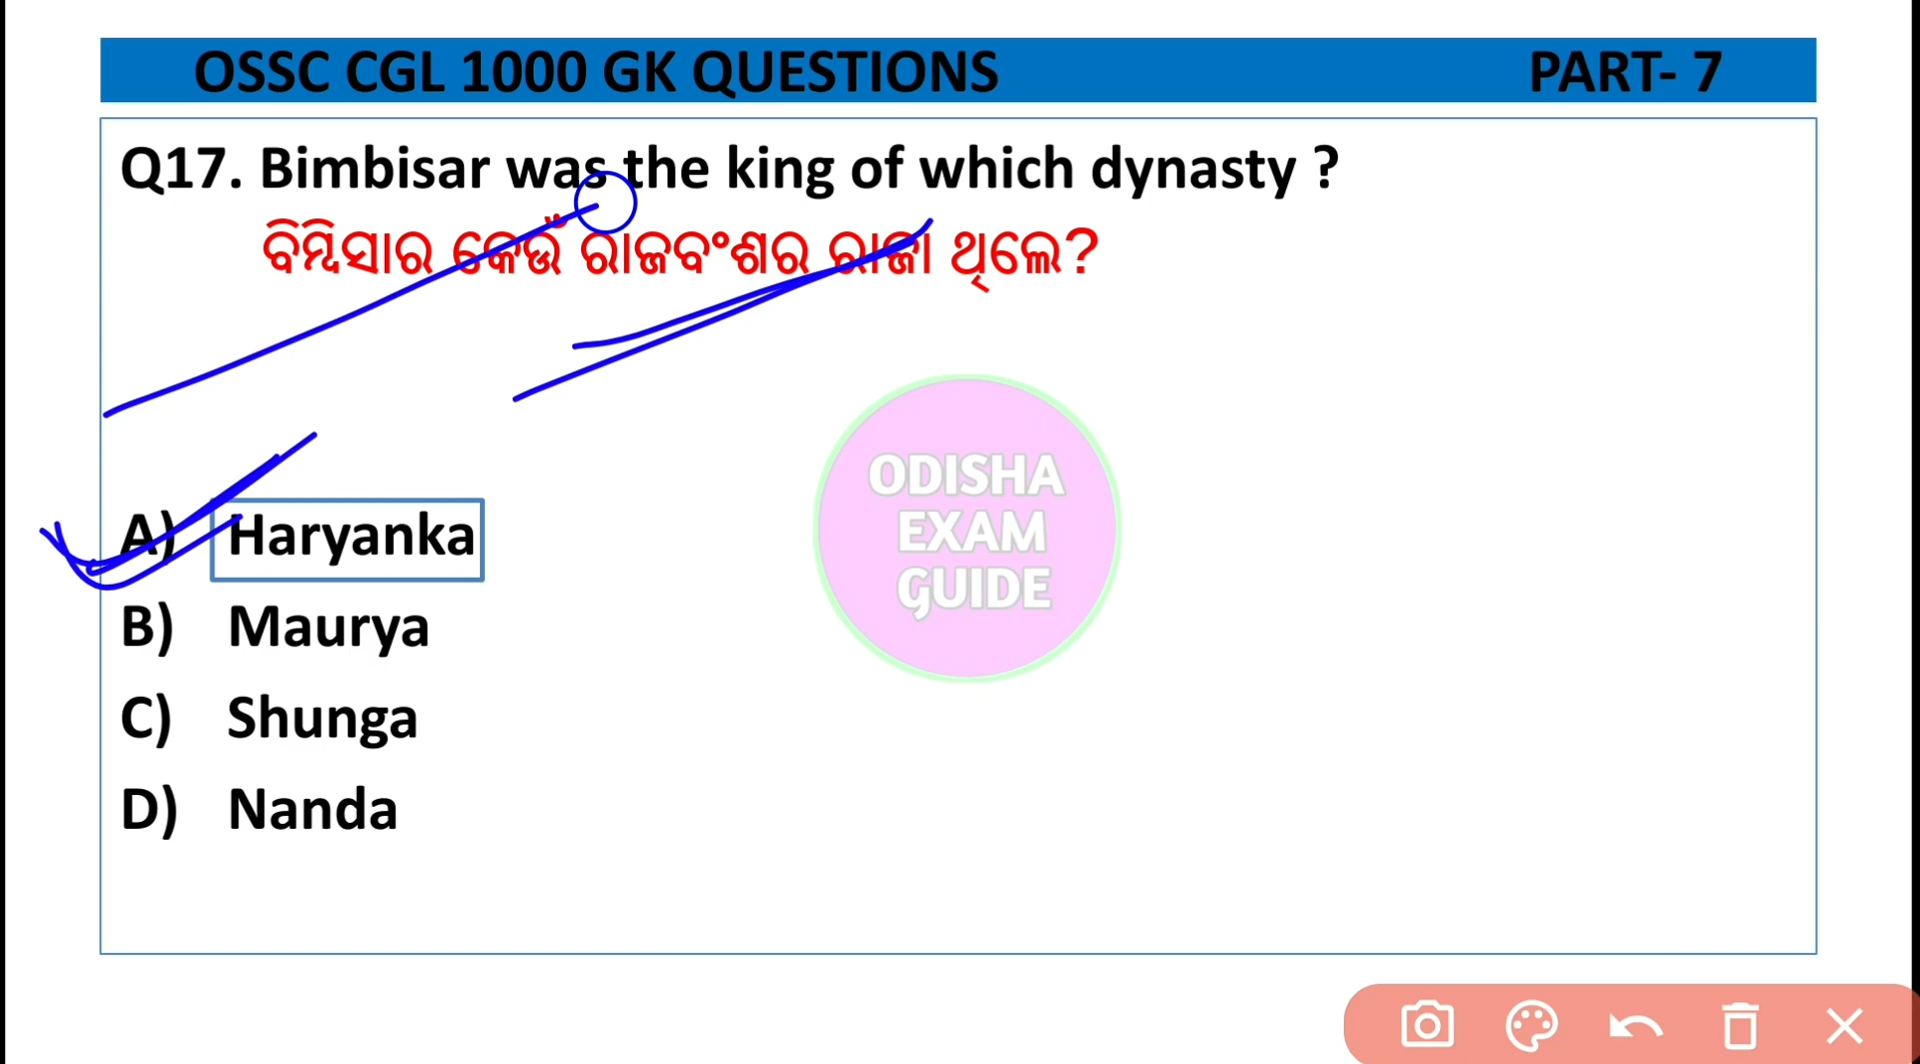 OSSC CGL 1000 GK QUESTIONS PART- 7
Q17. Bimbisar was the king of which dynasty ?
ବିମ୍ବିସାର କେଉଁ ରାଜବଂଶର ରାଜା ଥିଲେ?
ODISHA
EXAM
GUIDE
A) Haryanka
B) Maurya
C) Shunga
D) Nanda